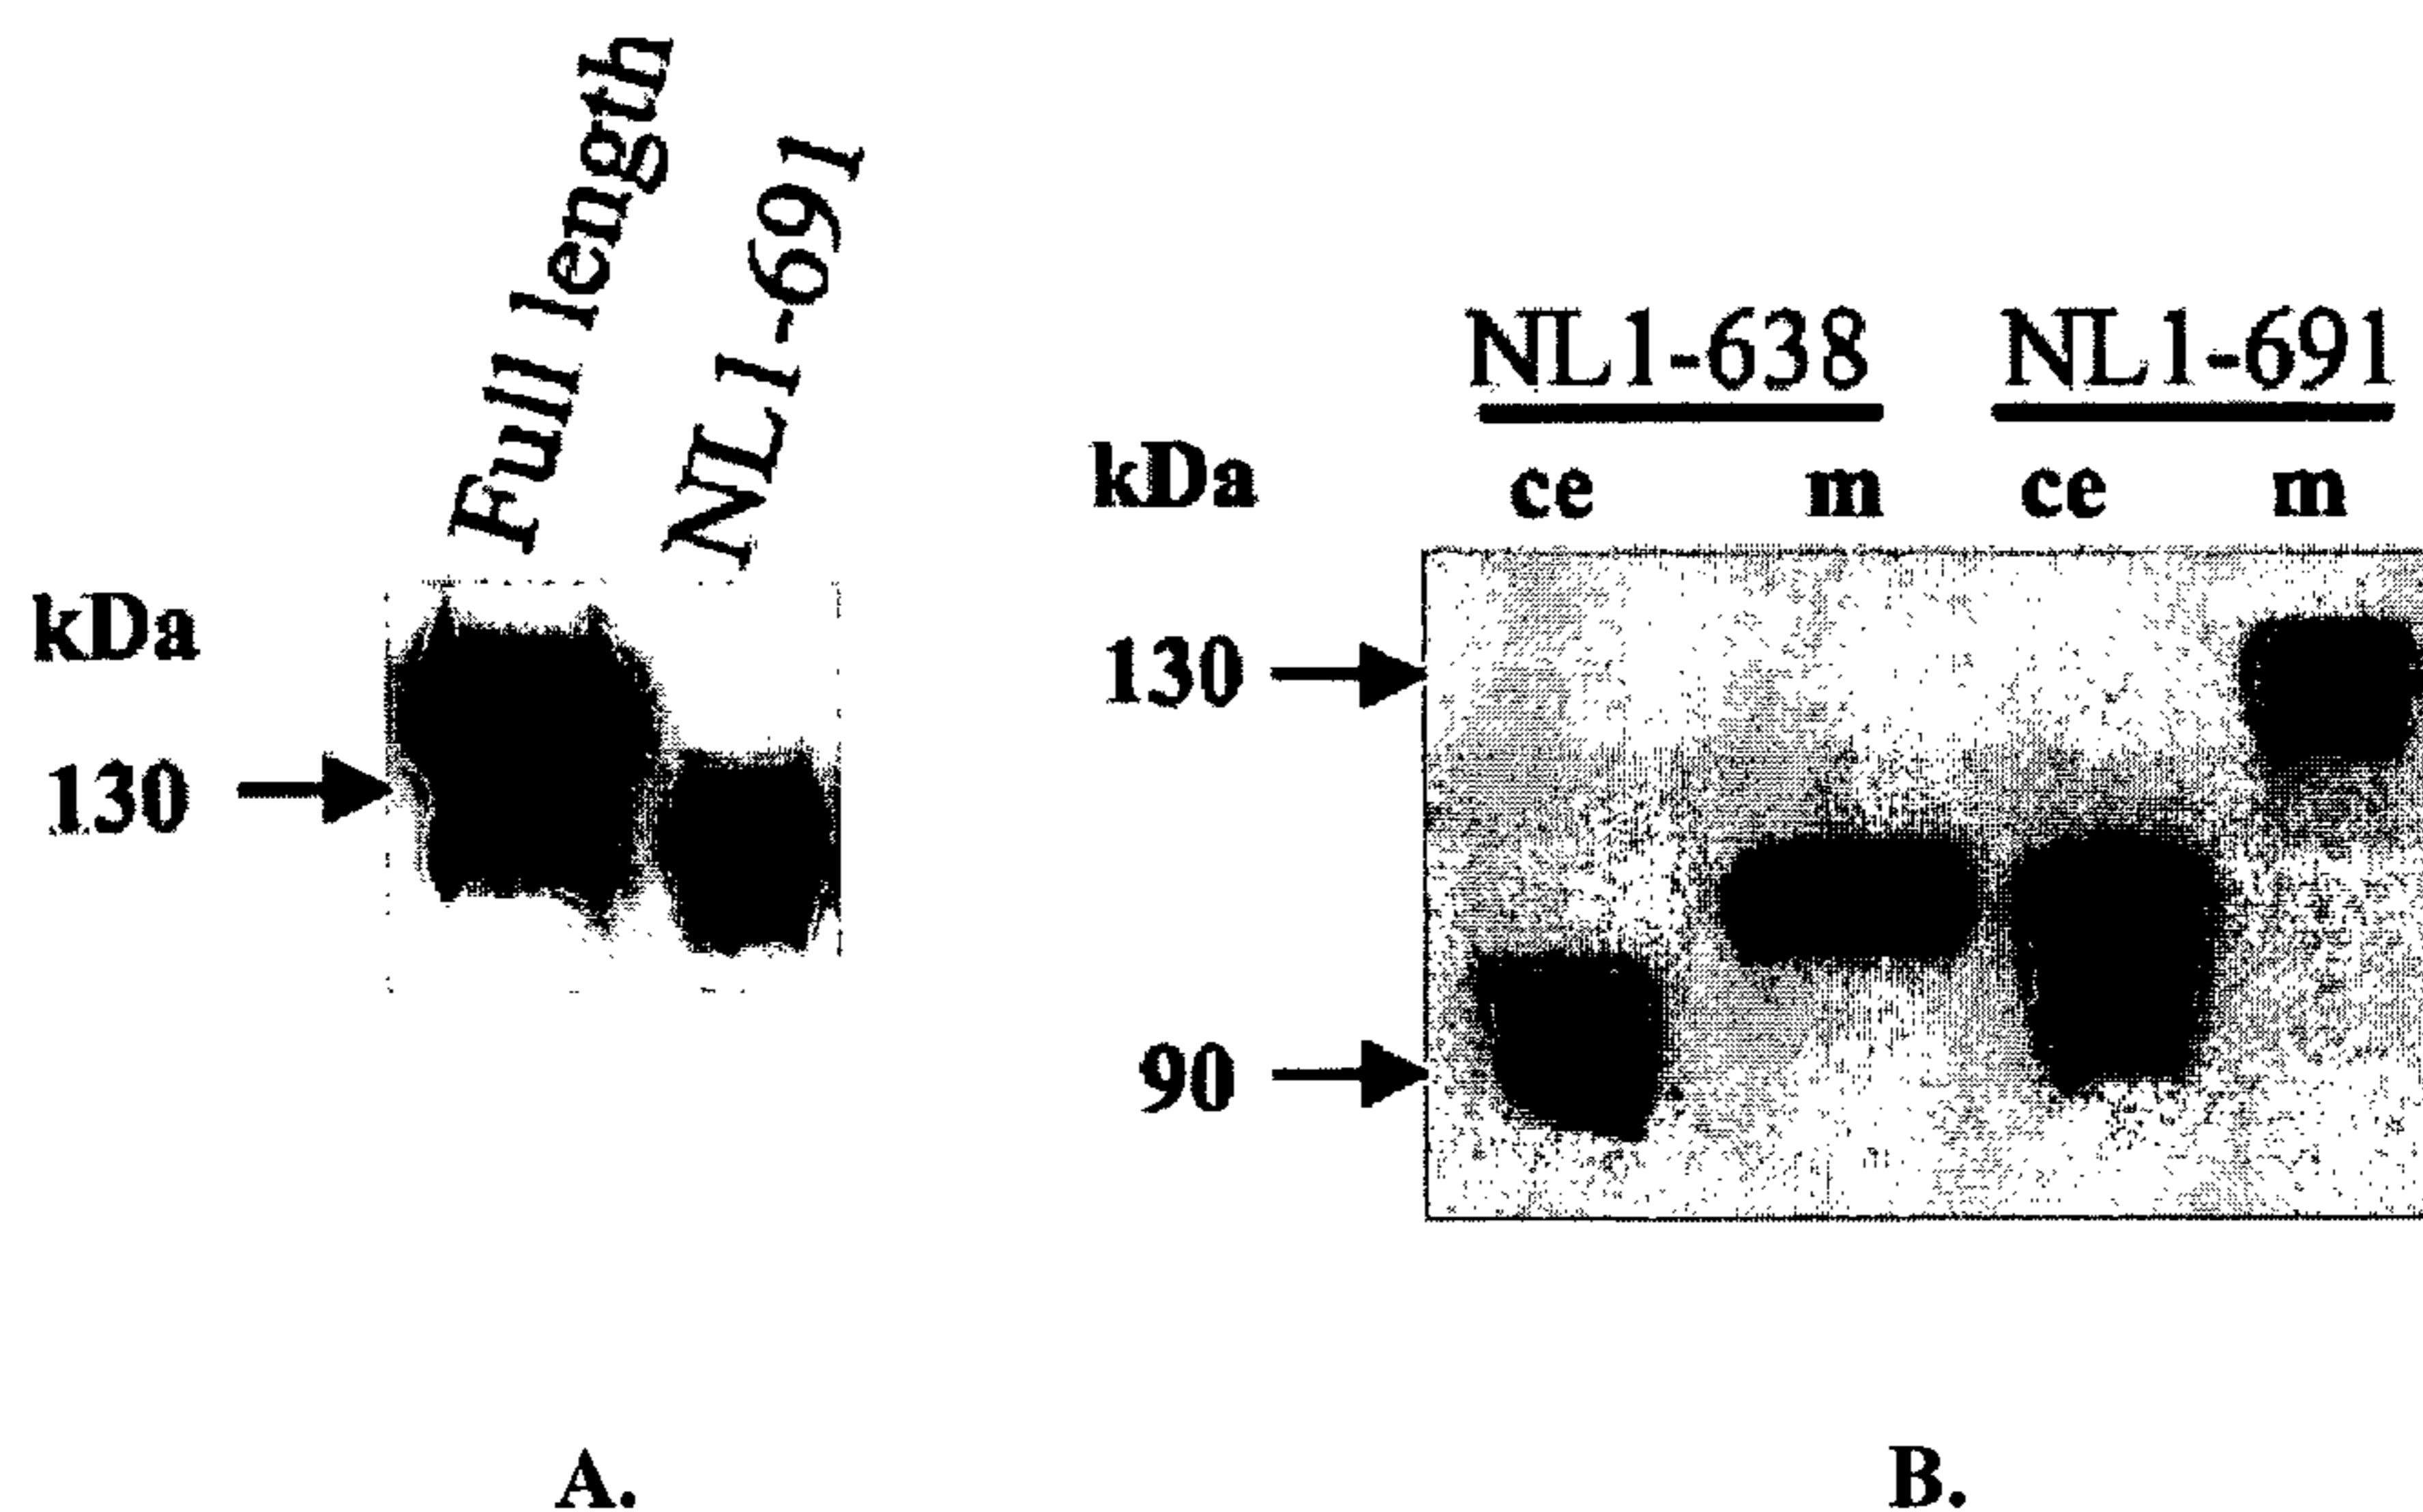 Full length
NL1-691
kDa
130
A.
NL1-638 NL1-691
kDa ce m ce m
130
90
B.